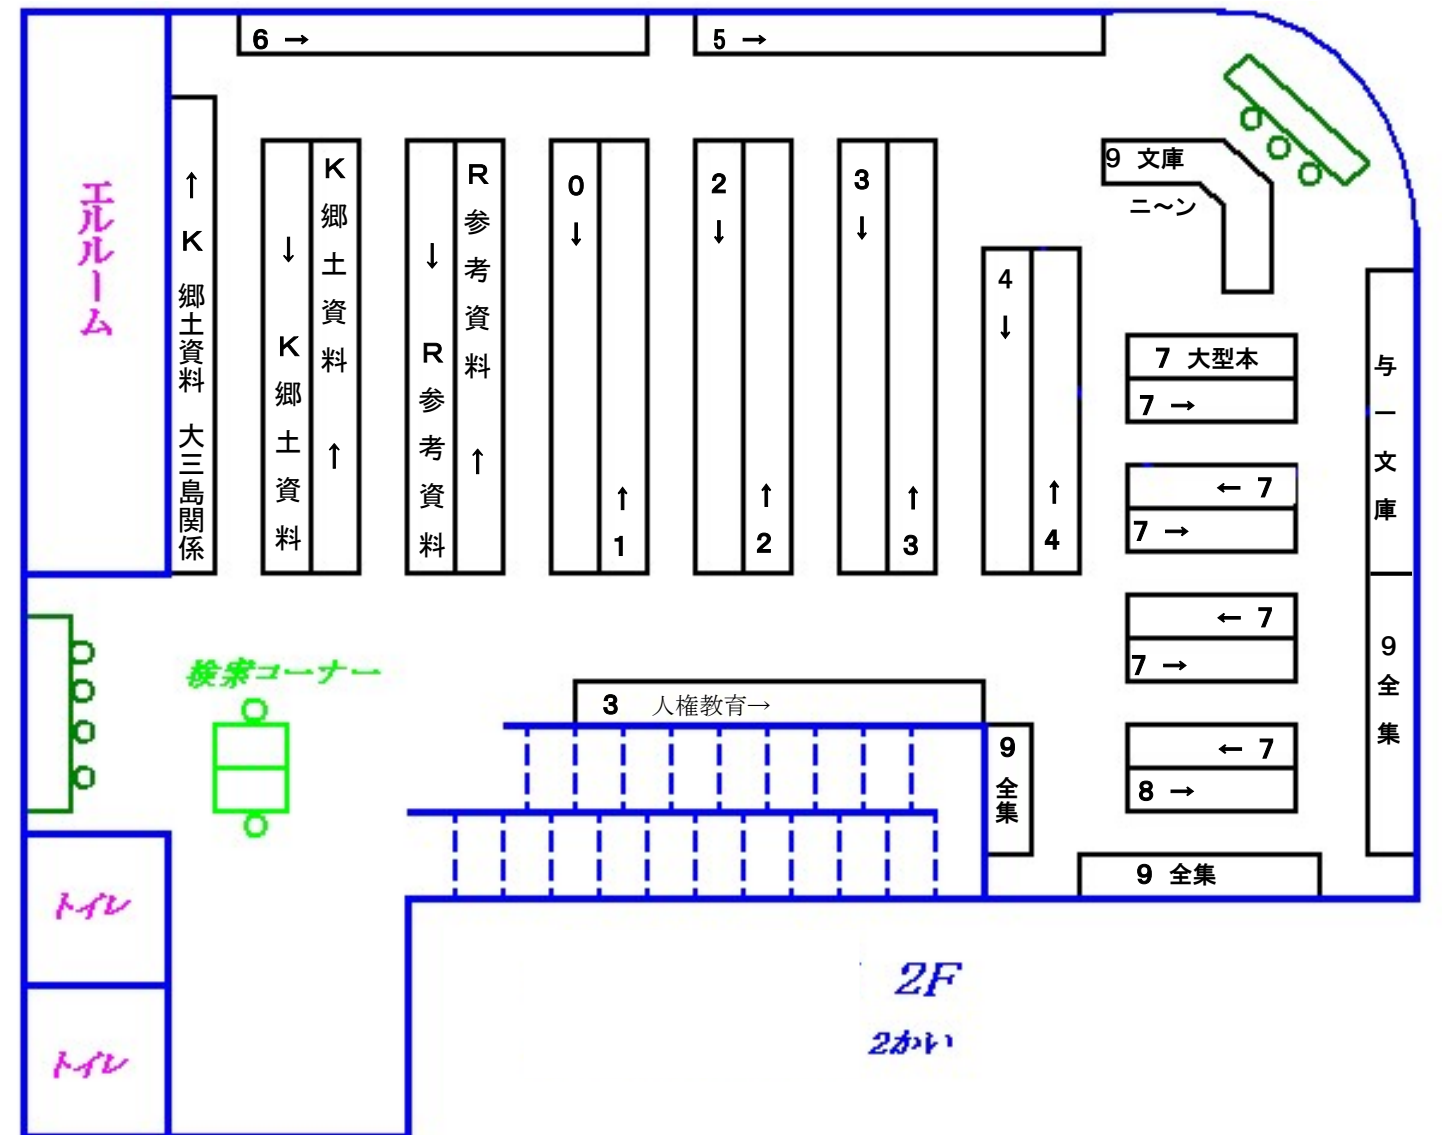 6 →
5 →
エルルーム
↑ K 郷土資料 大三島関係
↓ K 郷土資料
K 郷土資料 ↑
↓ R 参考資料
R 参考資料 ↑
0 ↓
↑ 1
2 ↓
↑ 2
3 ↓
↑ 3
4 ↓
↑ 4
9 文庫
ニ～ン
7 大型本
7 →
← 7
7 →
← 7
7 →
← 7
8 →
与一文庫
9 全集
検索コーナー
3 人権教育→
9 全集
9 全集
トイレ
トイレ
2F
2かい